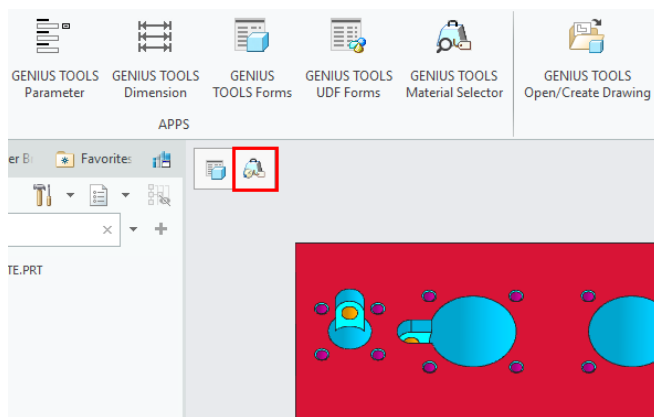 GENIUS TOOLS Parameter
GENIUS TOOLS Dimension
GENIUS TOOLS Forms
GENIUS TOOLS UDF Forms
GENIUS TOOLS Material Selector
GENIUS TOOLS Open/Create Drawing
APPS
er B
Favorites
TE.PRT